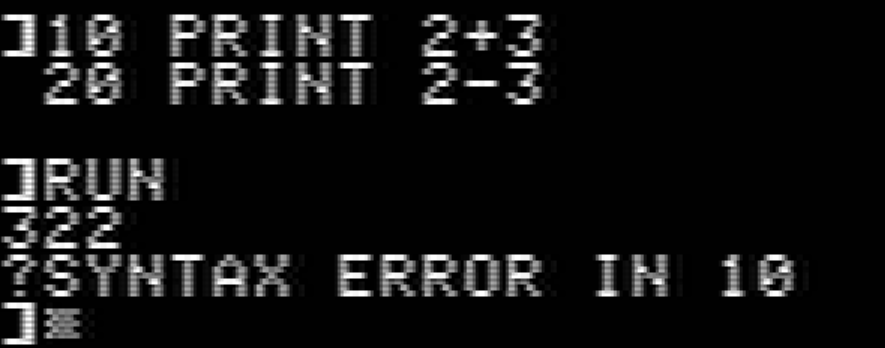 ]10 PRINT 2+3
20 PRINT 2-3
]RUN
322
?SYNTAX ERROR IN 10
]